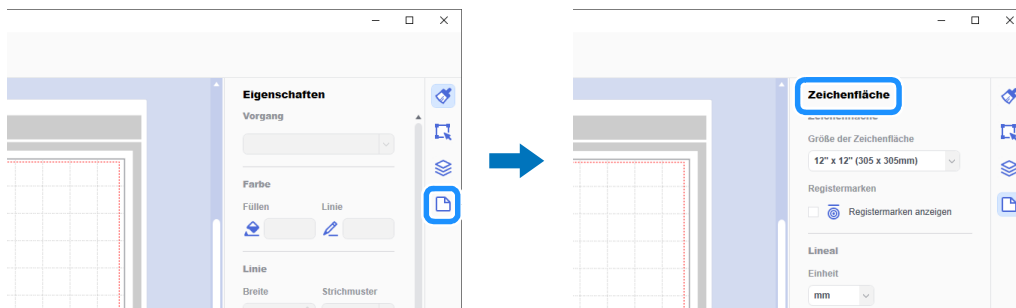 Eigenschaften
Vorgang
Farbe
Füllen Linie
Linie
Breite Strichmuster
Zeichenfläche
Zeichenfläche
Größe der Zeichenfläche
12" x 12" (305 x 305mm)
Registermarken
Registermarken anzeigen
Lineal
Einheit
mm